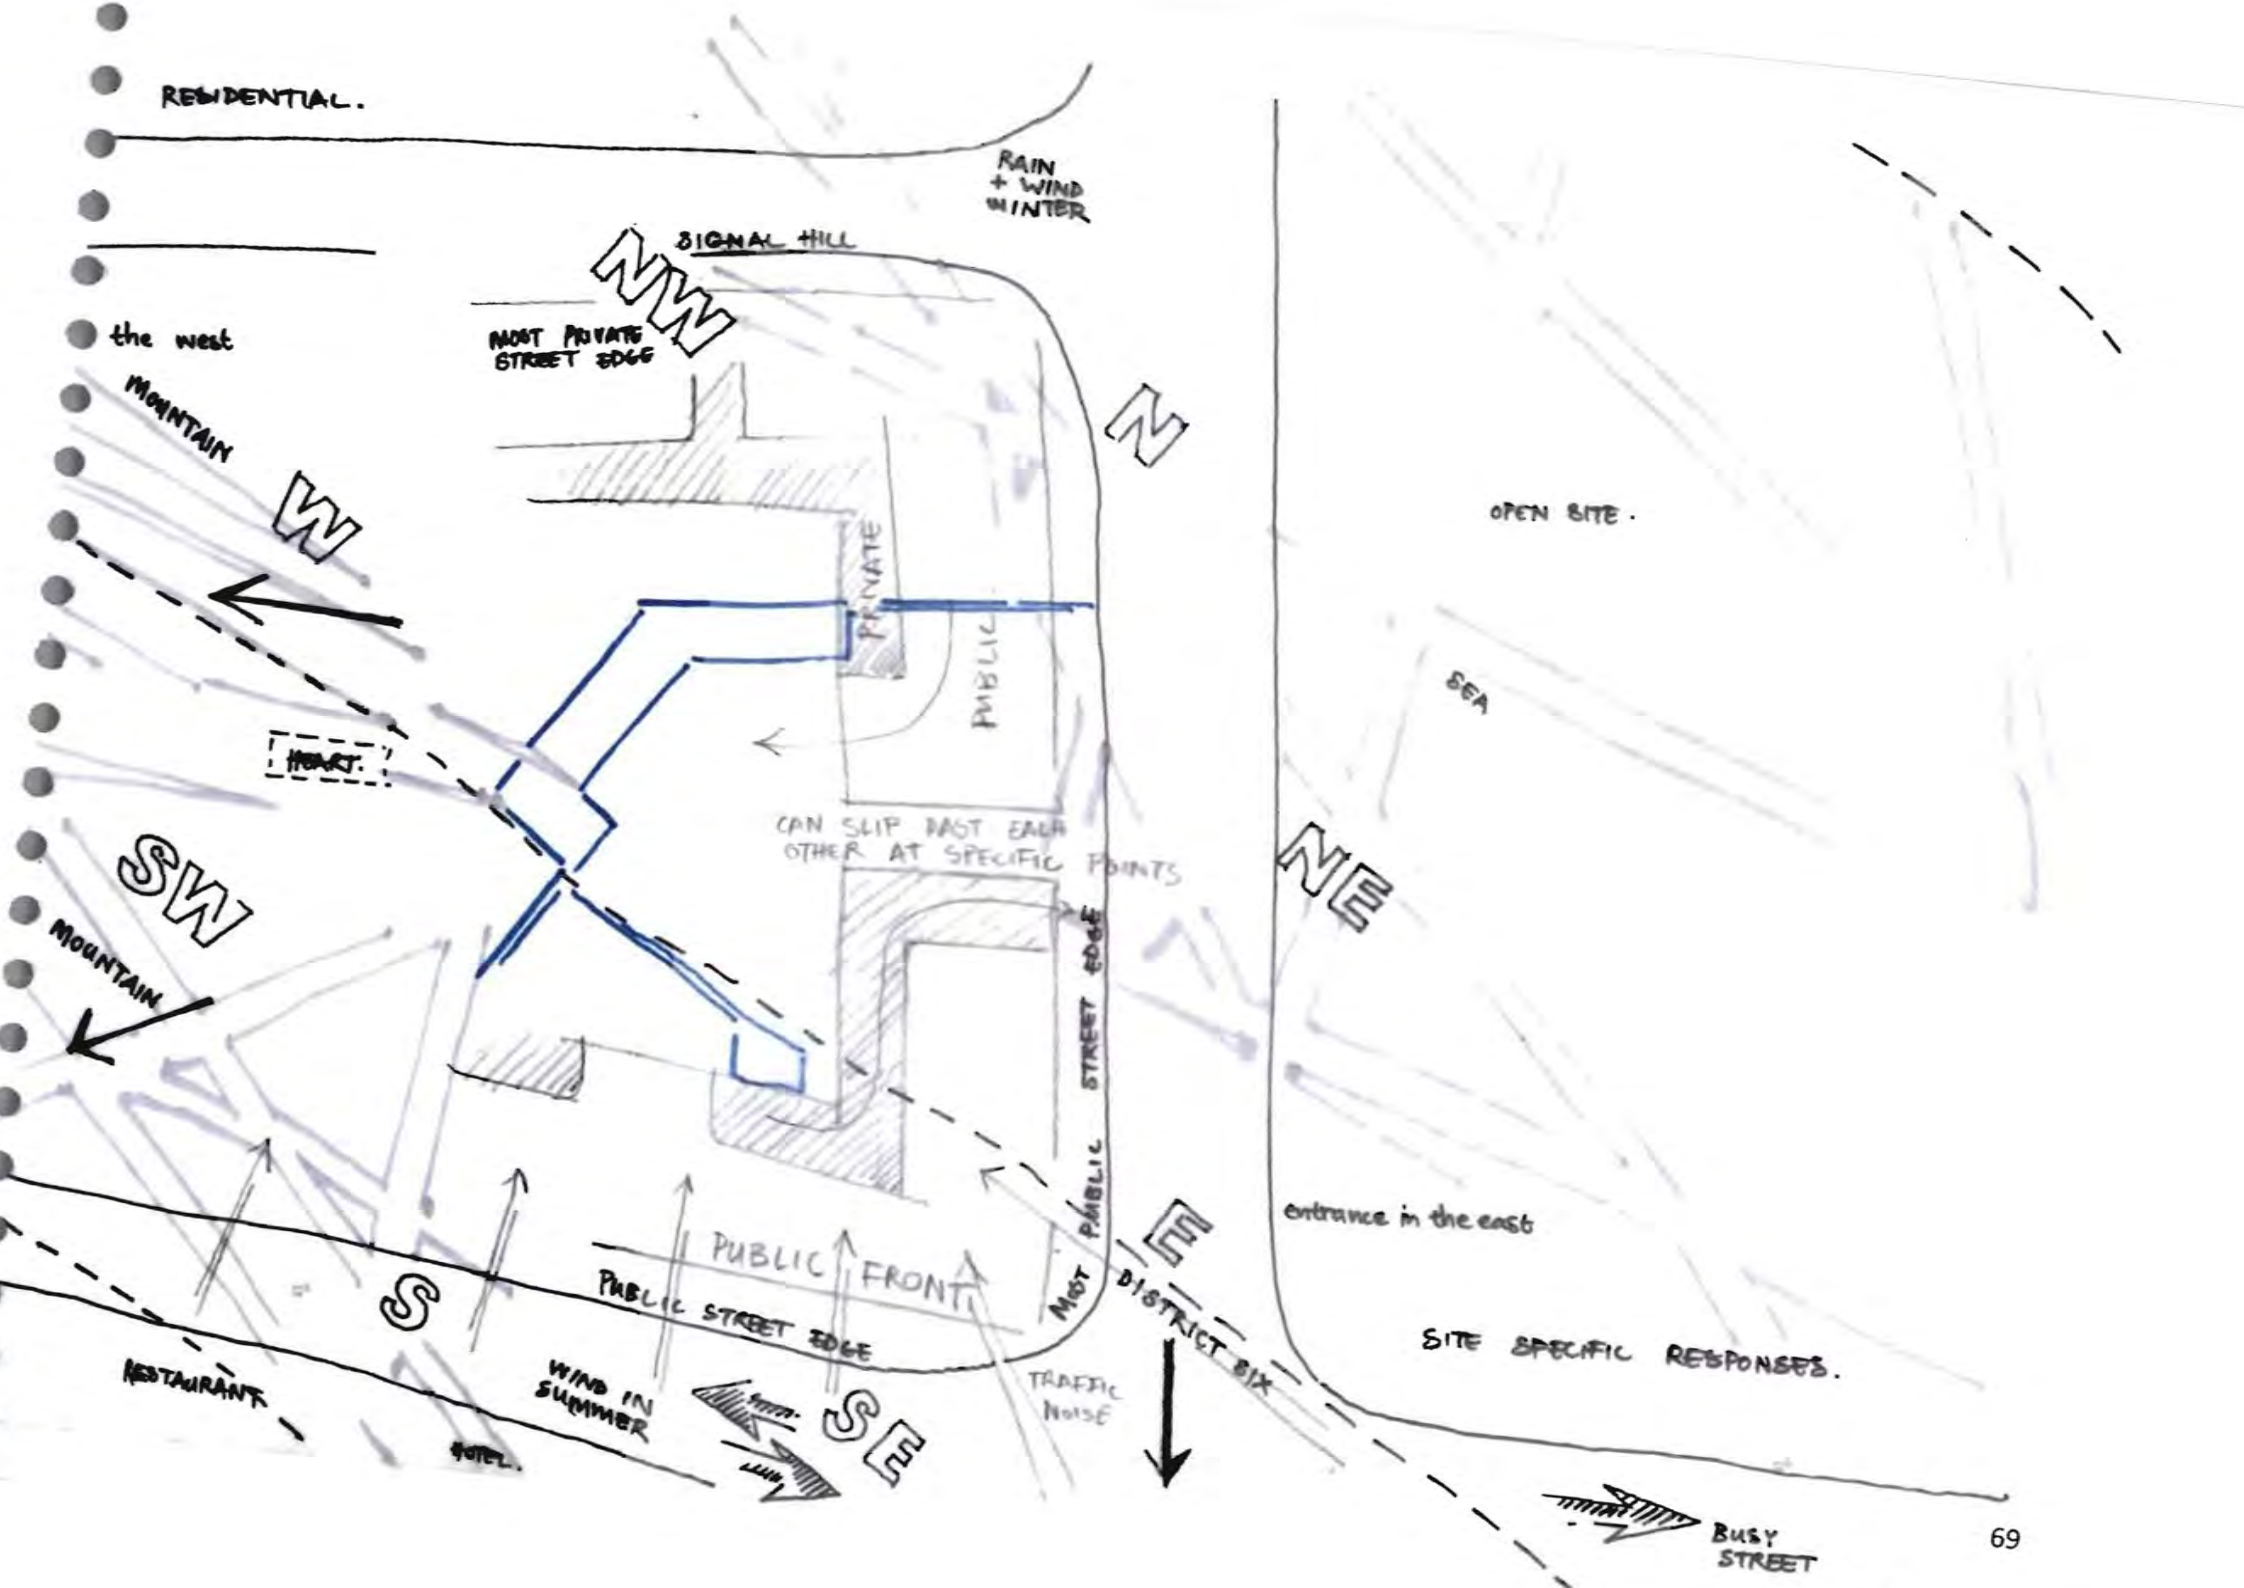 RESIDENTIAL.
RAIN
+ WIND
WINTER
SIGNAL HILL
NW
the west
MOST PRIVATE
STREET EDGE
MOUNTAIN
N
W
OPEN SITE.
PRIVATE
PUBLIC
SEA
HEART.
CAN SLIP PAST EACH
OTHER AT SPECIFIC POINTS
NE
SW
MOUNTAIN
MOST PUBLIC STREET EDGE
E
entrance in the east
PUBLIC FRONT
S
PUBLIC STREET EDGE
DISTRICT SIX
SITE SPECIFIC RESPONSES.
RESTAURANT
WIND IN
SUMMER
TRAFFIC
NOISE
SE
HOTEL.
BUSY
STREET
69